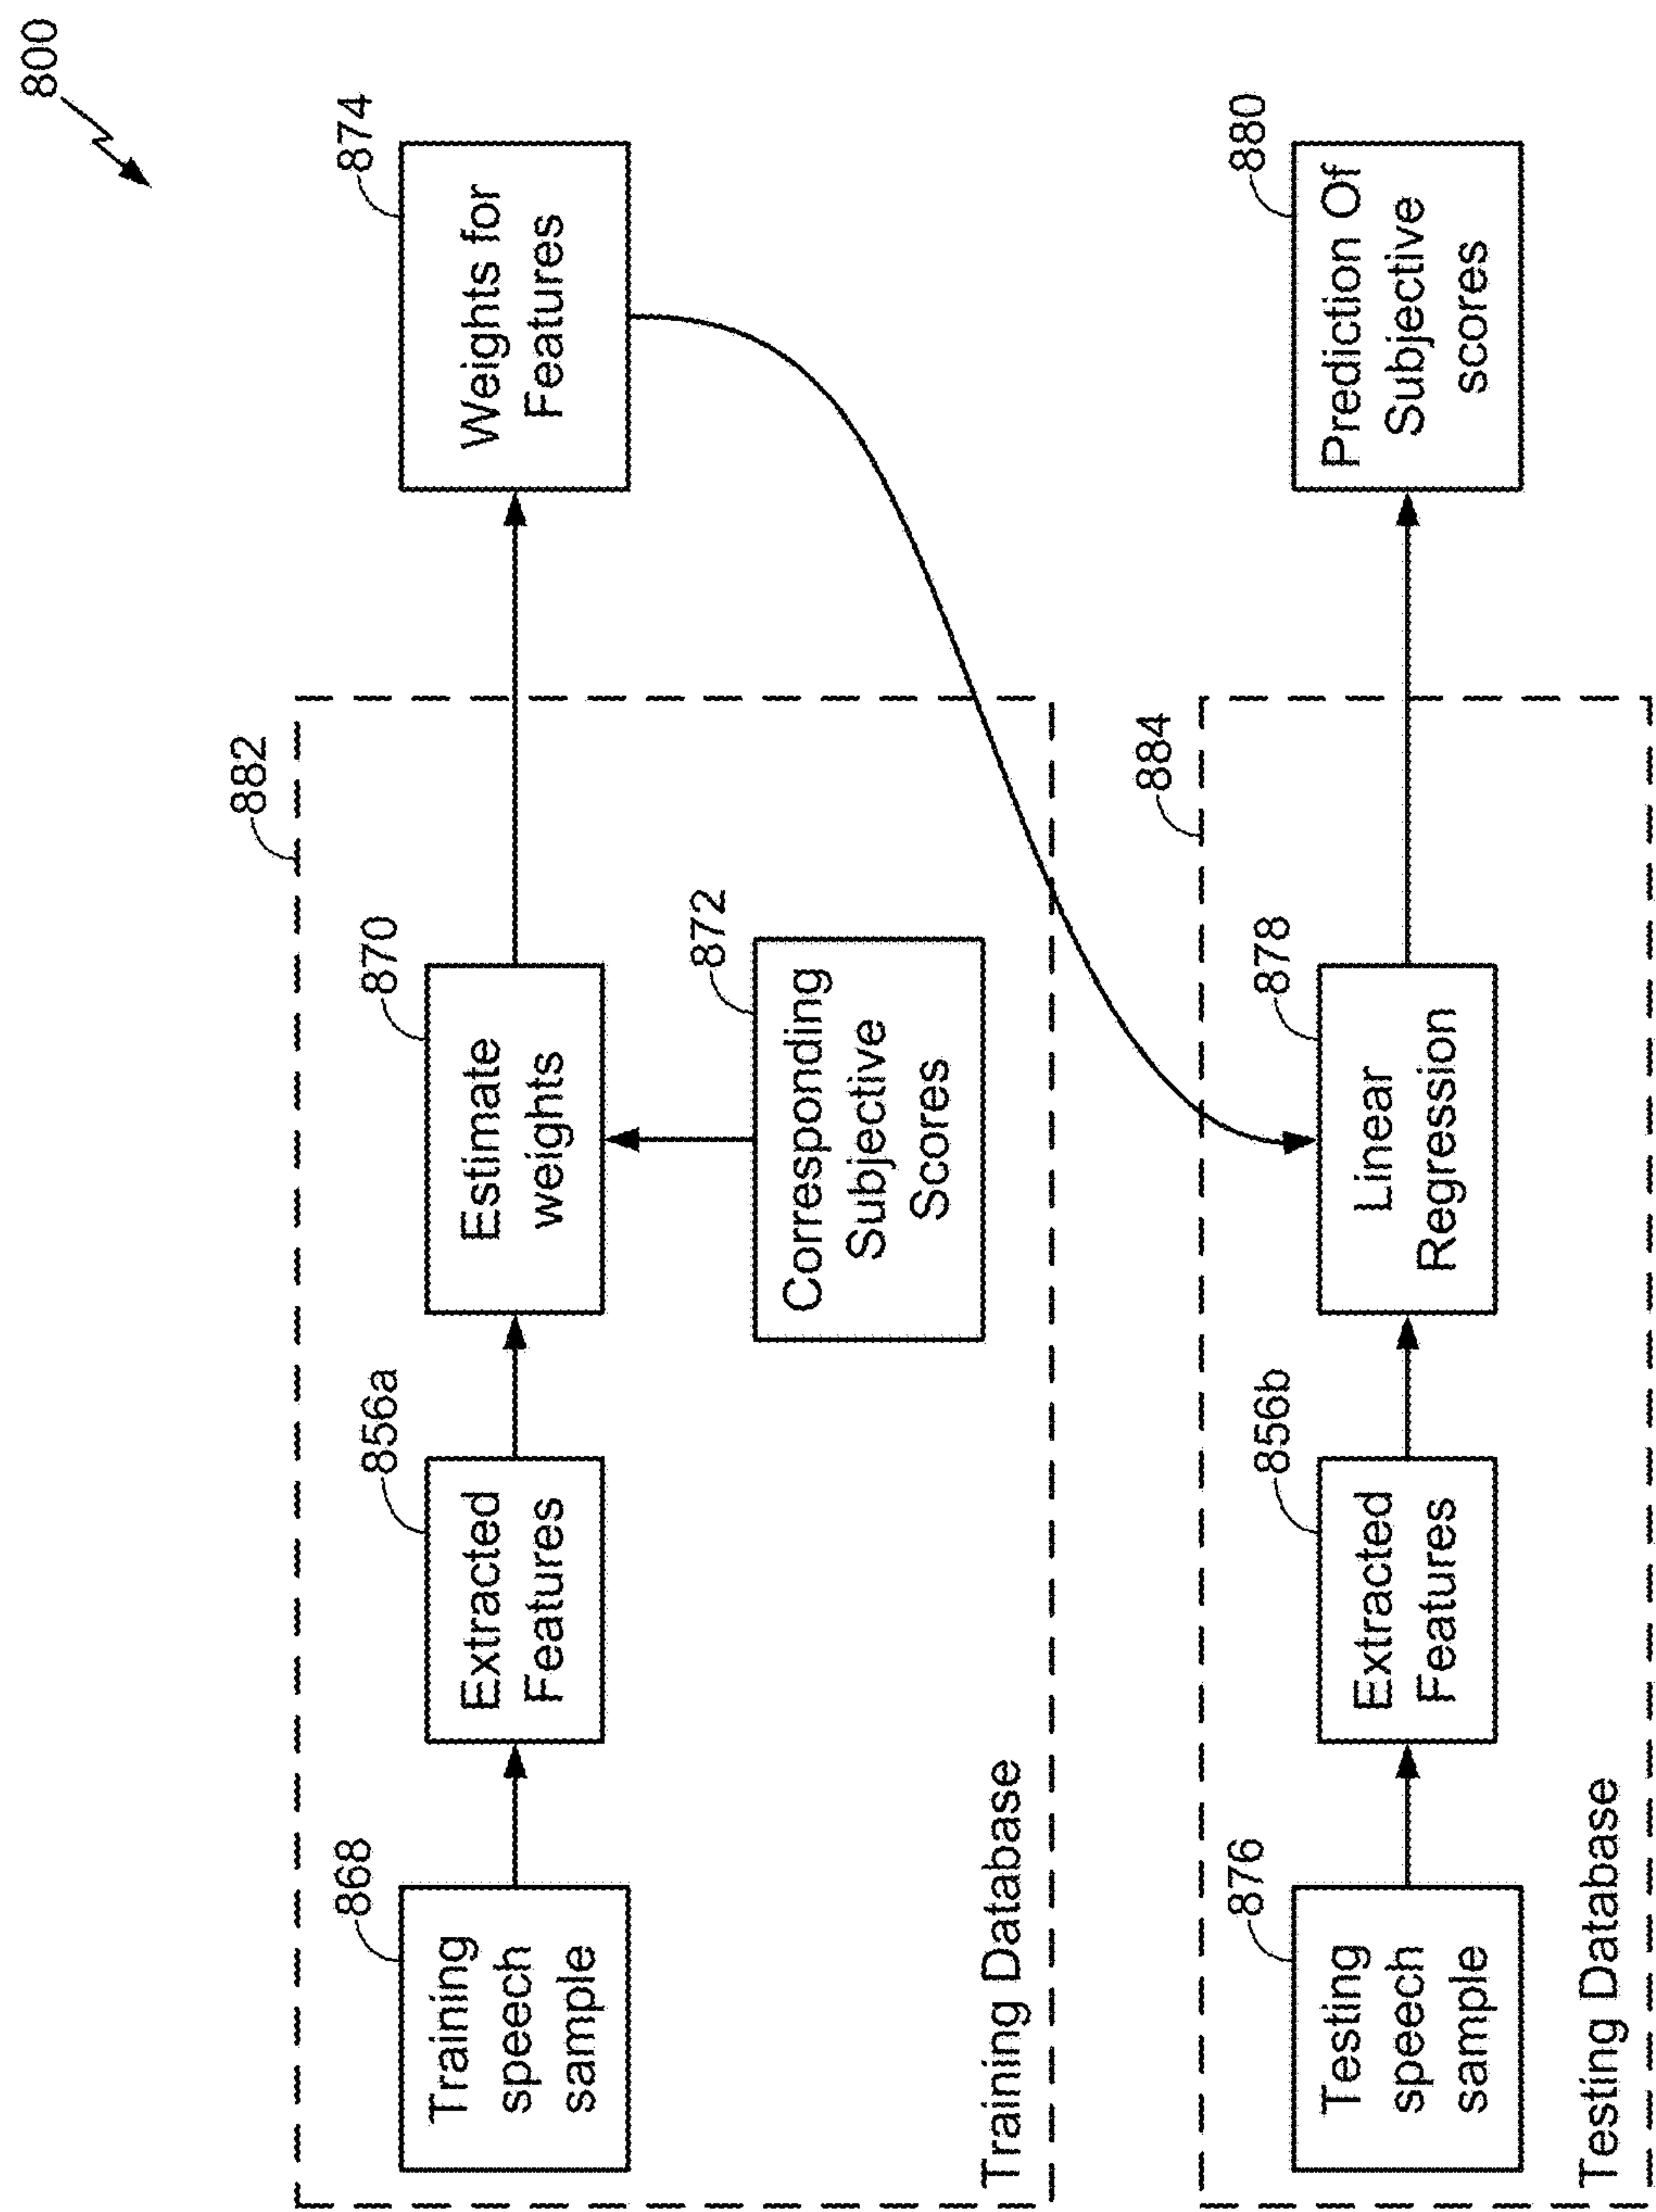 800
882
868
Training
speech
sample
856a
Extracted
Features
870
Estimate
weights
874
Weights for
Features
872
Corresponding
Subjective
Scores
Training Database
884
876
Testing
speech
sample
856b
Extracted
Features
878
Linear
Regression
880
Prediction Of
Subjective
scores
Testing Database